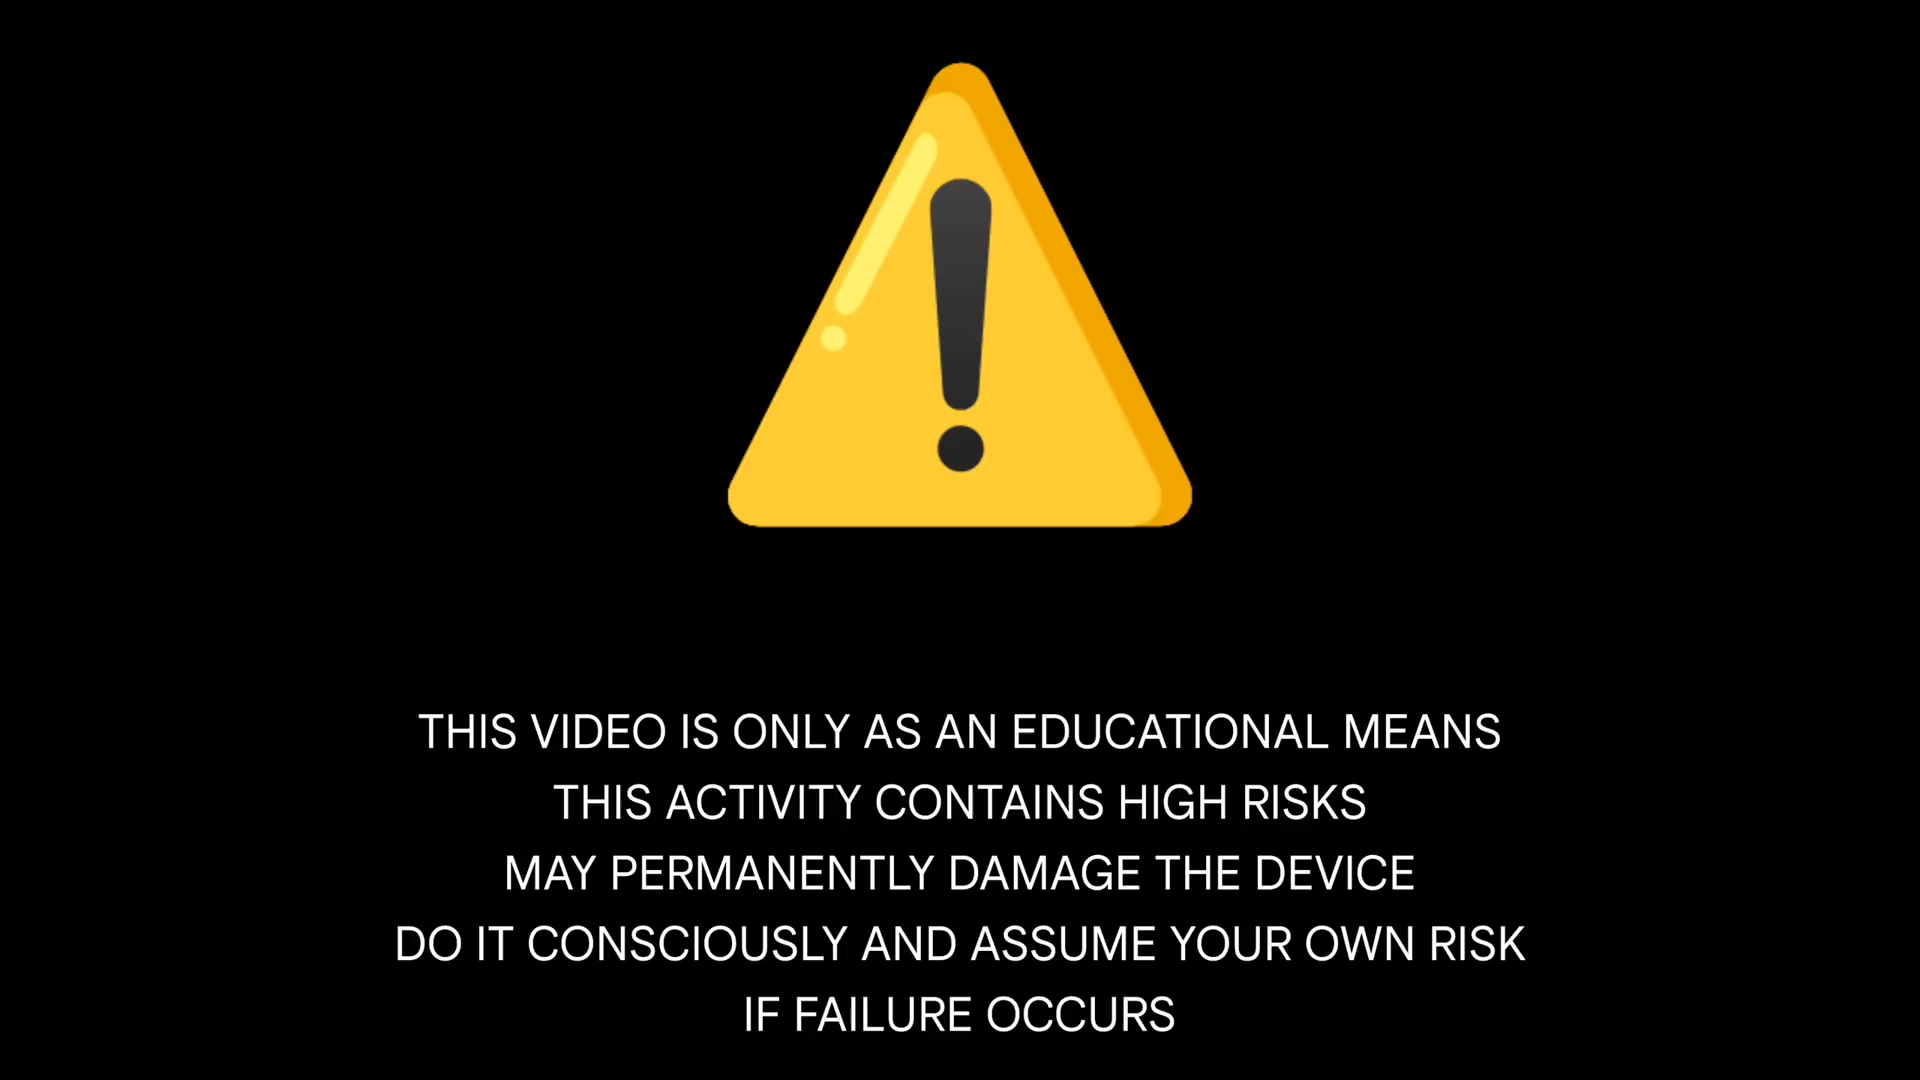 THIS VIDEO IS ONLY AS AN EDUCATIONAL MEANS
THIS ACTIVITY CONTAINS HIGH RISKS
MAY PERMANENTLY DAMAGE THE DEVICE
DO IT CONSCIOUSLY AND ASSUME YOUR OWN RISK
IF FAILURE OCCURS